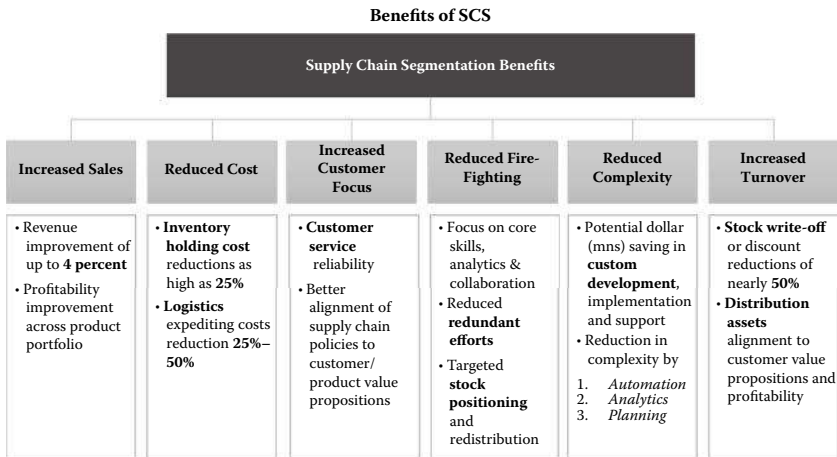 Benefits of SCS
Supply Chain Segmentation Benefits
Increased Sales
Reduced Cost
Increased
Customer
Focus
Reduced Fire-
Fighting
Reduced
Complexity
Increased
Turnover
• Revenue
improvement of
up to 4 percent
• Profitability
improvement
across product
portfolio
• Inventory
holding cost
reductions as
high as 25%
• Logistics
expediting costs
reduction 25%–
50%
• Customer
service
reliability
• Better
alignment of
supply chain
policies to
customer/
product value
propositions
• Focus on core
skills,
analytics &
collaboration
• Reduced
redundant
efforts
• Targeted
stock
positioning
and
redistribution
• Potential dollar
(mns) saving in
custom
development,
implementation
and support
• Reduction in
complexity by
1. Automation
2. Analytics
3. Planning
• Stock write-off
or discount
reductions of
nearly 50%
• Distribution
assets
alignment to
customer value
propositions and
profitability